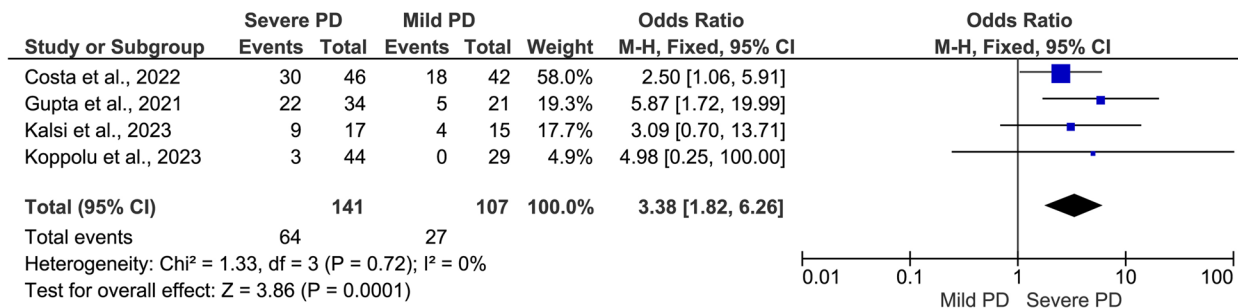 Severe PD Mild PD Odds Ratio Odds Ratio
Study or Subgroup Events Total Events Total Weight M-H, Fixed, 95% CI M-H, Fixed, 95% CI
Costa et al., 2022 30 46 18 42 58.0% 2.50 [1.06, 5.91]
Gupta et al., 2021 22 34 5 21 19.3% 5.87 [1.72, 19.99]
Kalsi et al., 2023 9 17 4 15 17.7% 3.09 [0.70, 13.71]
Koppolu et al., 2023 3 44 0 29 4.9% 4.98 [0.25, 100.00]
Total (95% CI) 141 107 100.0% 3.38 [1.82, 6.26]
Total events 64 27
Heterogeneity: Chi² = 1.33, df = 3 (P = 0.72); I² = 0%
Test for overall effect: Z = 3.86 (P = 0.0001)
0.01 0.1 1 10 100
Mild PD Severe PD